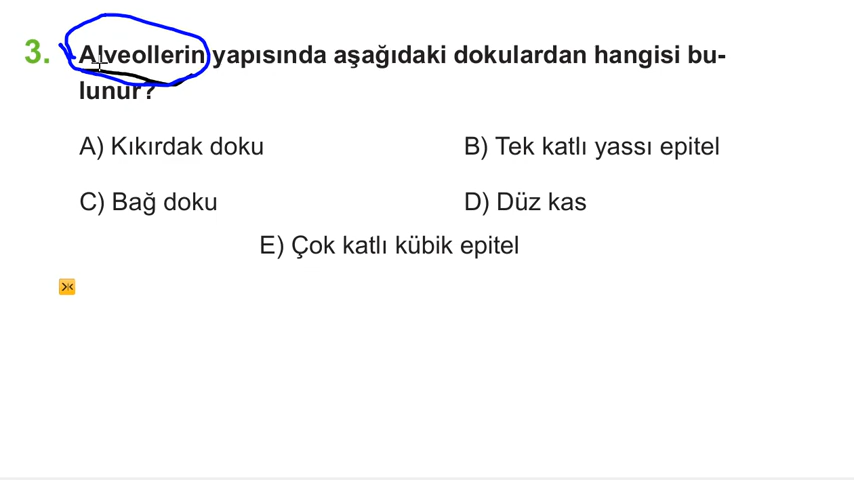 3. Alveollerin yapısında aşağıdaki dokulardan hangisi bu-
lunur?
A) Kıkırdak doku B) Tek katlı yassı epitel
C) Bağ doku D) Düz kas
E) Çok katlı kübik epitel